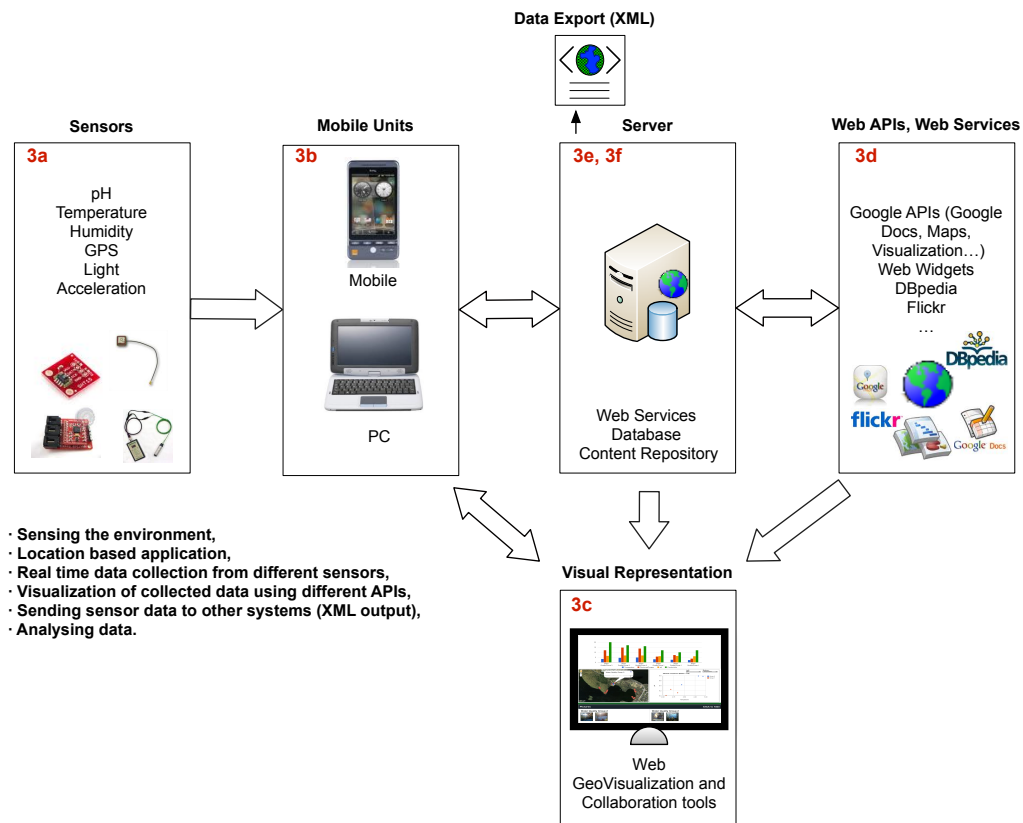 Data Export (XML)
Sensors
3a
pH
Temperature
Humidity
GPS
Light
Acceleration
Mobile Units
3b
Mobile
PC
Server
3e, 3f
Web Services
Database
Content Repository
Web APIs, Web Services
3d
Google APIs (Google
Docs, Maps,
Visualization…)
Web Widgets
DBpedia
Flickr
…
DBpedia
Google
flickr
Google Docs
· Sensing the environment,
· Location based application,
· Real time data collection from different sensors,
· Visualization of collected data using different APIs,
· Sending sensor data to other systems (XML output),
· Analysing data.
Visual Representation
3c
Web
GeoVisualization and
Collaboration tools